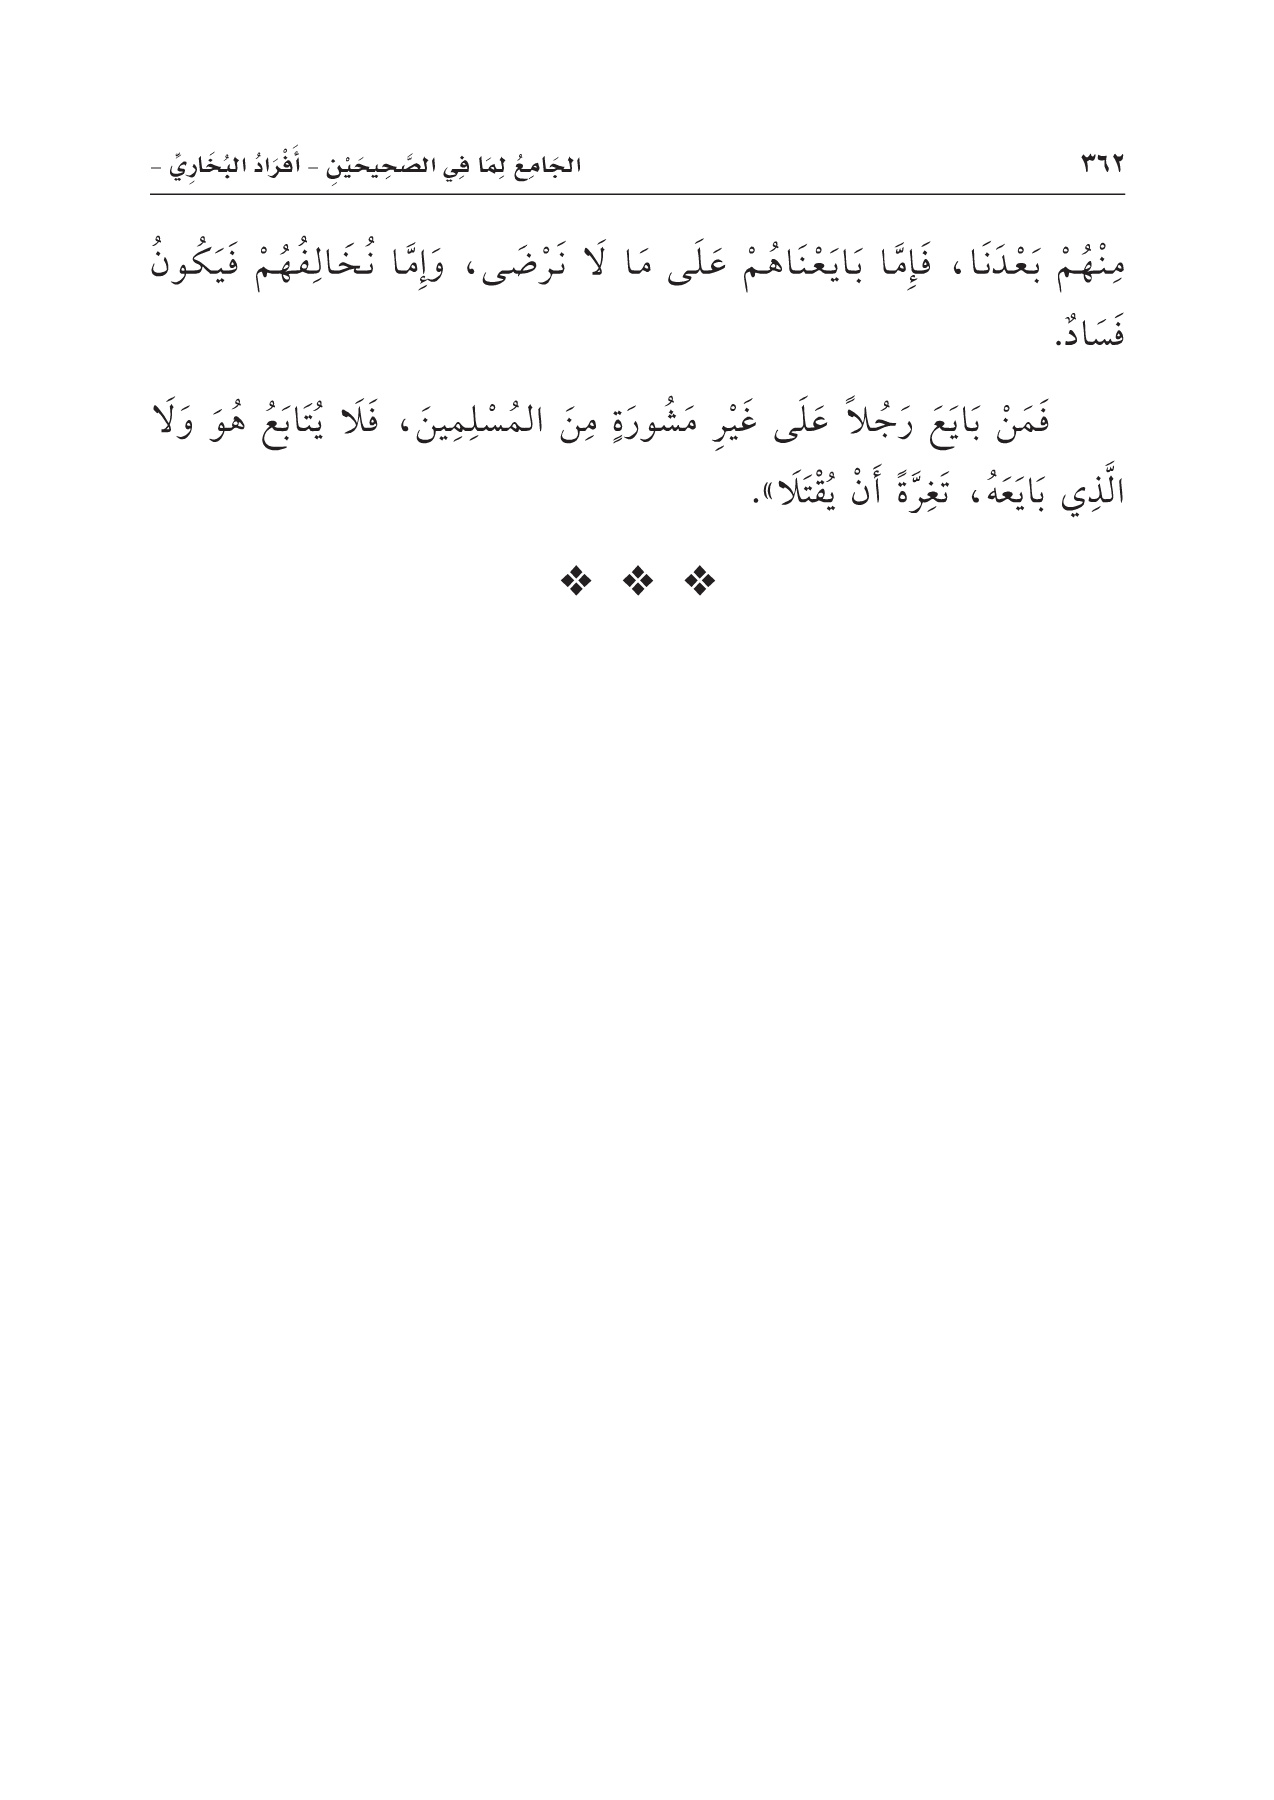 ٣٦٢ الجَامِعُ لِمَا فِي الصَّحِيحَيْنِ – أَفْرَادُ البُخَارِيِّ –
مِنْهُمْ بَعْدَنَا، فَإِمَّا بَايَعْنَاهُمْ عَلَى مَا لَا نَرْضَى، وَإِمَّا نُخَالِفُهُمْ فَيَكُونُ
فَسَادٌ.
فَمَنْ بَايَعَ رَجُلاً عَلَى غَيْرِ مَشُورَةٍ مِنَ المُسْلِمِينَ، فَلَا يُتَابَعُ هُوَ وَلَا
الَّذِي بَايَعَهُ، تَغِرَّةً أَنْ يُقْتَلَا».